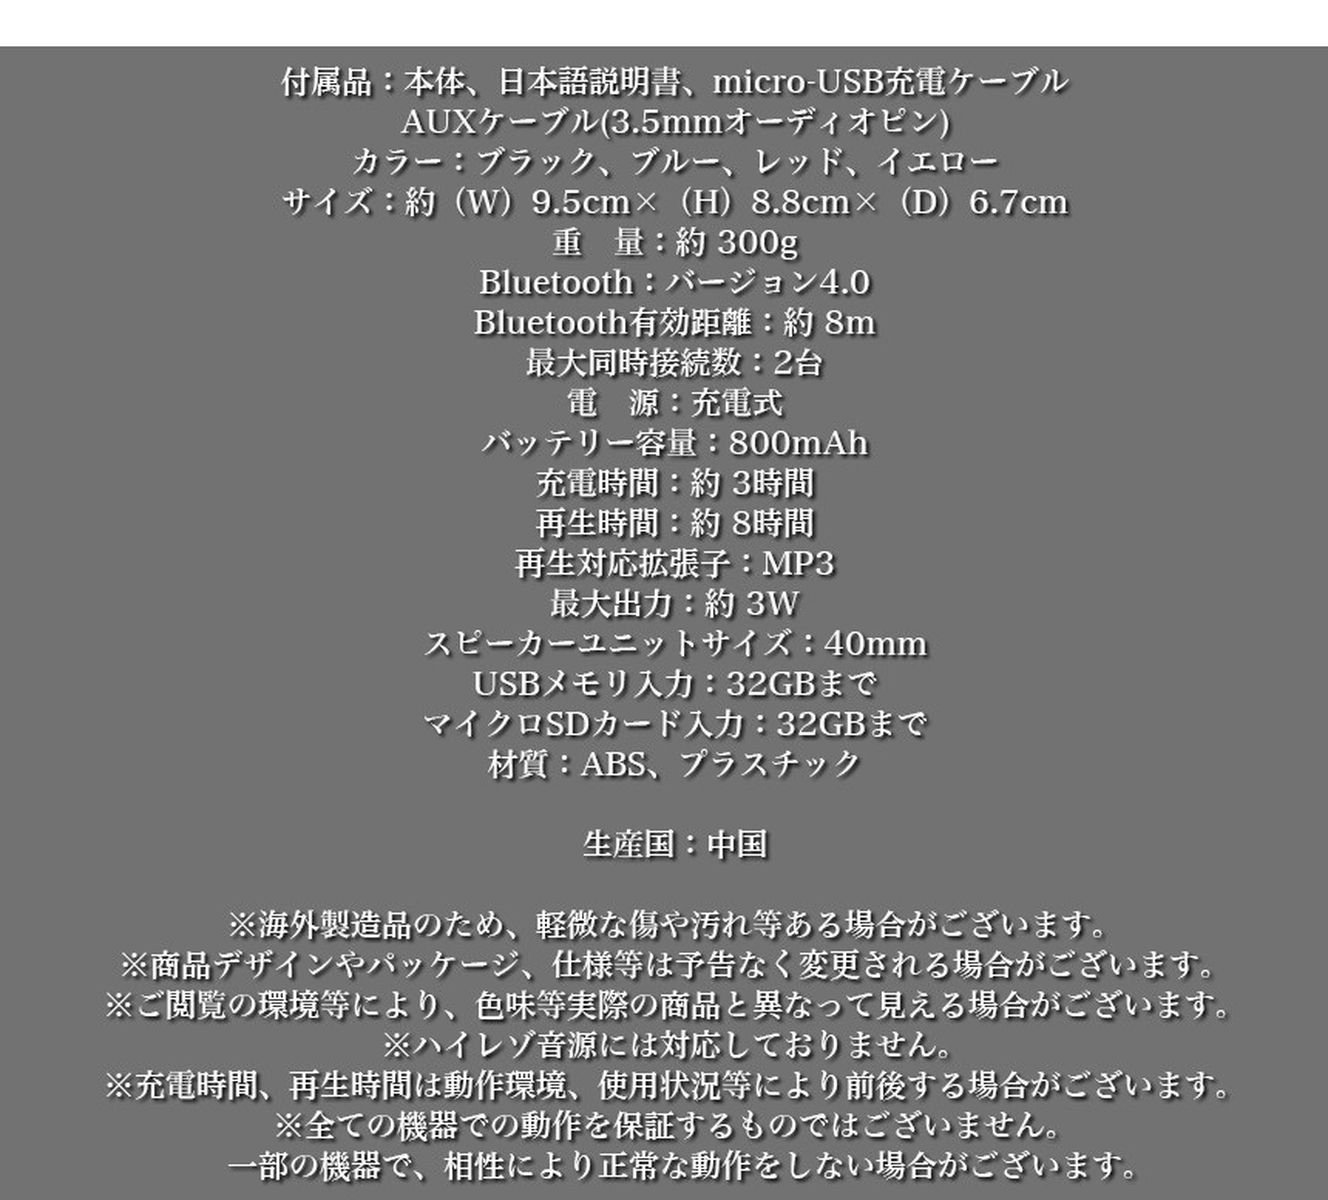 付属品：本体、日本語説明書、micro-USB充電ケーブル
AUXケーブル(3.5mmオーディオピン)
カラー：ブラック、ブルー、レッド、イエロー
サイズ：約（W）9.5cm×（H）8.8cm×（D）6.7cm
重　量：約 300g
Bluetooth：バージョン4.0
Bluetooth有効距離：約 8m
最大同時接続数：2台
電　源：充電式
バッテリー容量：800mAh
充電時間：約 3時間
再生時間：約 8時間
再生対応拡張子：MP3
最大出力：約 3W
スピーカーユニットサイズ：40mm
USBメモリ入力：32GBまで
マイクロSDカード入力：32GBまで
材質：ABS、プラスチック
生産国：中国
※海外製造品のため、軽微な傷や汚れ等ある場合がございます。
※商品デザインやパッケージ、仕様等は予告なく変更される場合がございます。
※ご閲覧の環境等により、色味等実際の商品と異なって見える場合がございます。
※ハイレゾ音源には対応しておりません。
※充電時間、再生時間は動作環境、使用状況等により前後する場合がございます。
※全ての機器での動作を保証するものではございません。
一部の機器で、相性により正常な動作をしない場合がございます。